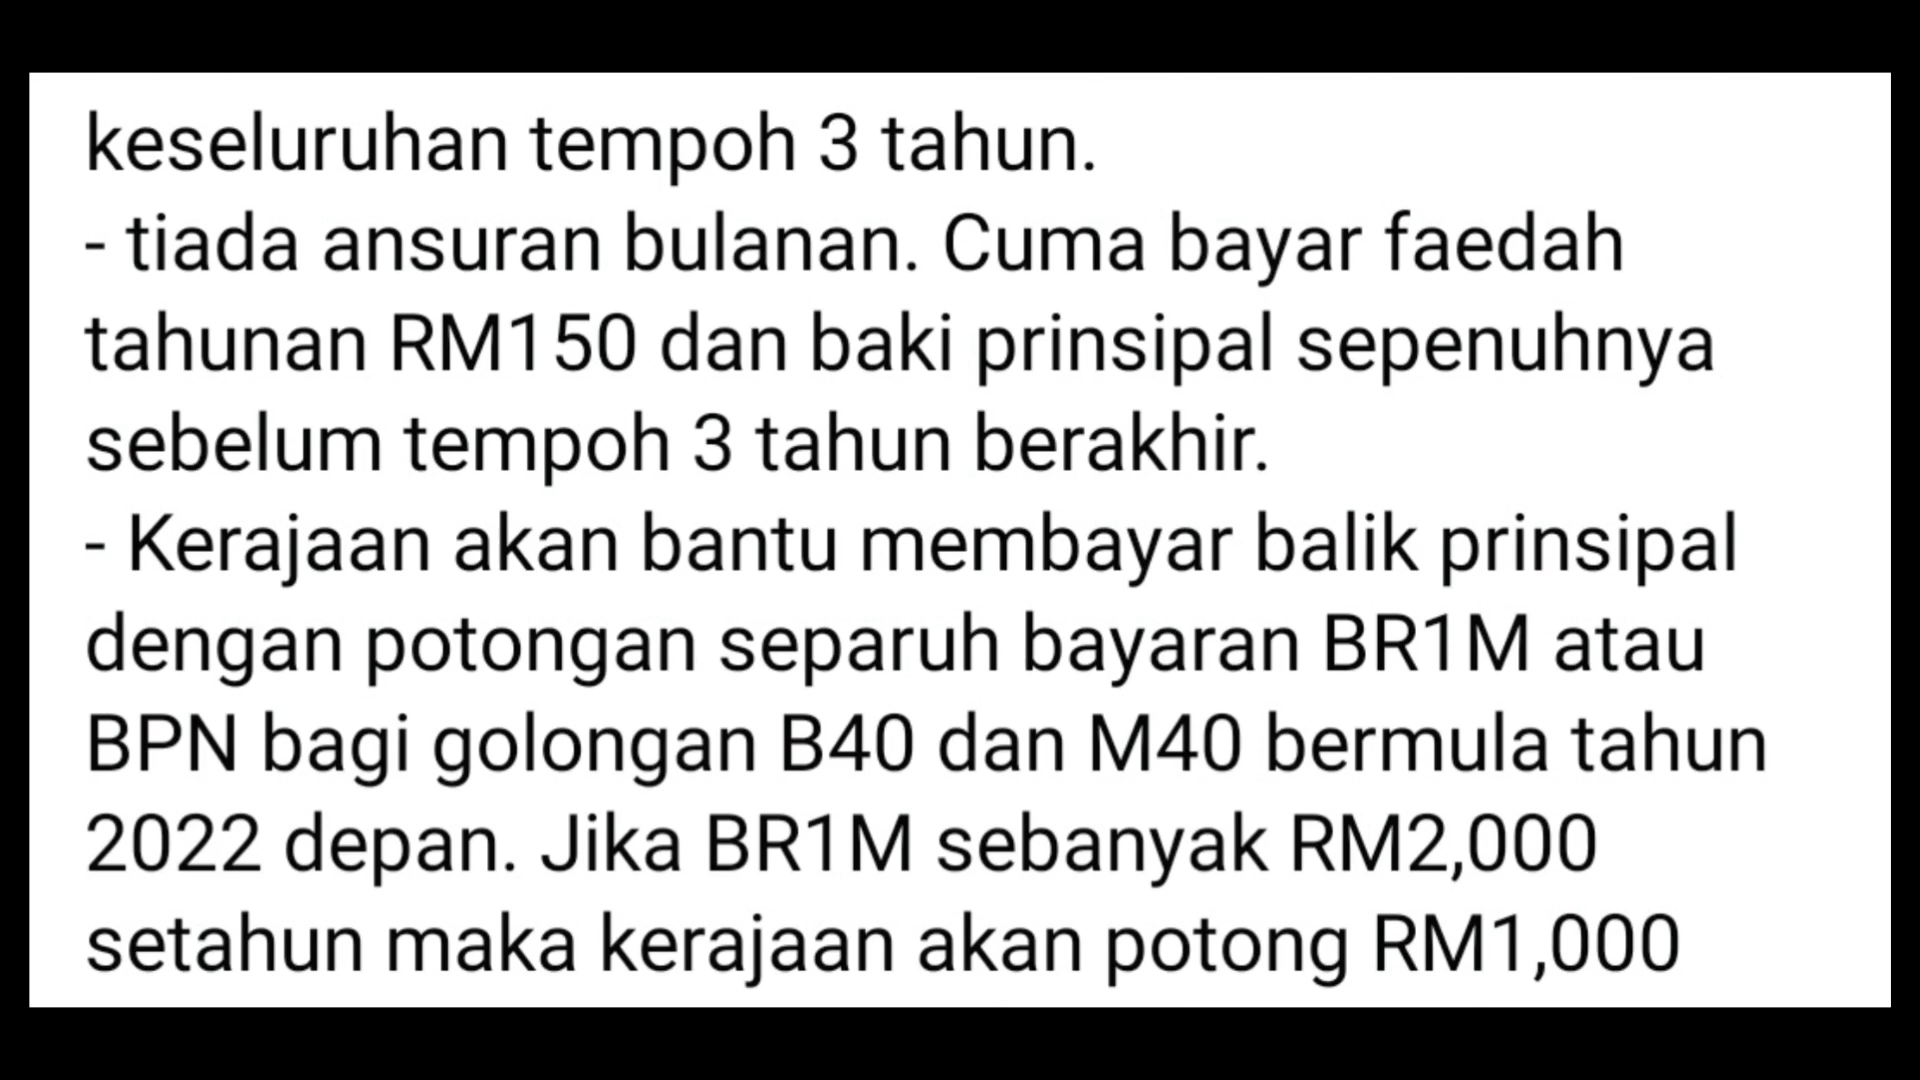 keseluruhan tempoh 3 tahun.
- tiada ansuran bulanan. Cuma bayar faedah
tahunan RM150 dan baki prinsipal sepenuhnya
sebelum tempoh 3 tahun berakhir.
- Kerajaan akan bantu membayar balik prinsipal
dengan potongan separuh bayaran BR1M atau
BPN bagi golongan B40 dan M40 bermula tahun
2022 depan. Jika BR1M sebanyak RM2,000
setahun maka kerajaan akan potong RM1,000